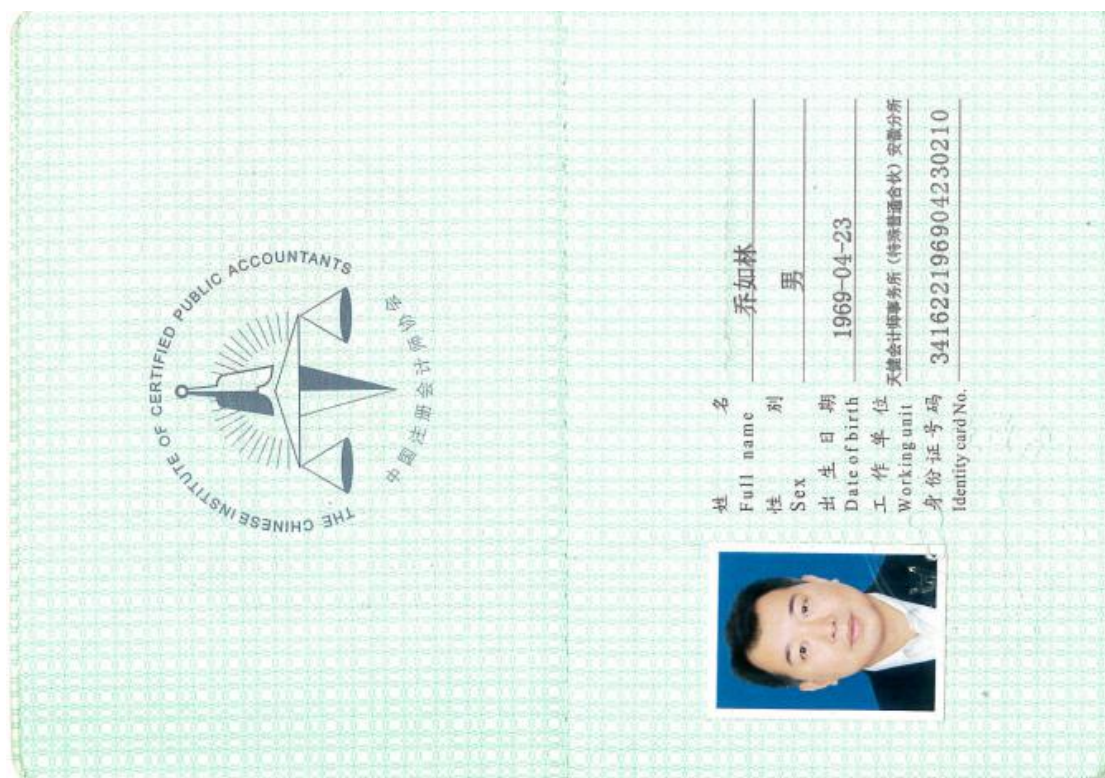 THE CHINESE INSTITUTE OF CERTIFIED PUBLIC ACCOUNTANTS
中国注册会计师协会
姓 名 乔如林
Full name
性 别 男
Sex
出 生 日 期 1969-04-23
Date of birth
工 作 单 位 天健会计师事务所（特殊普通合伙）安徽分所
Working unit
身份证号码 341622196904230210
Identity card No.